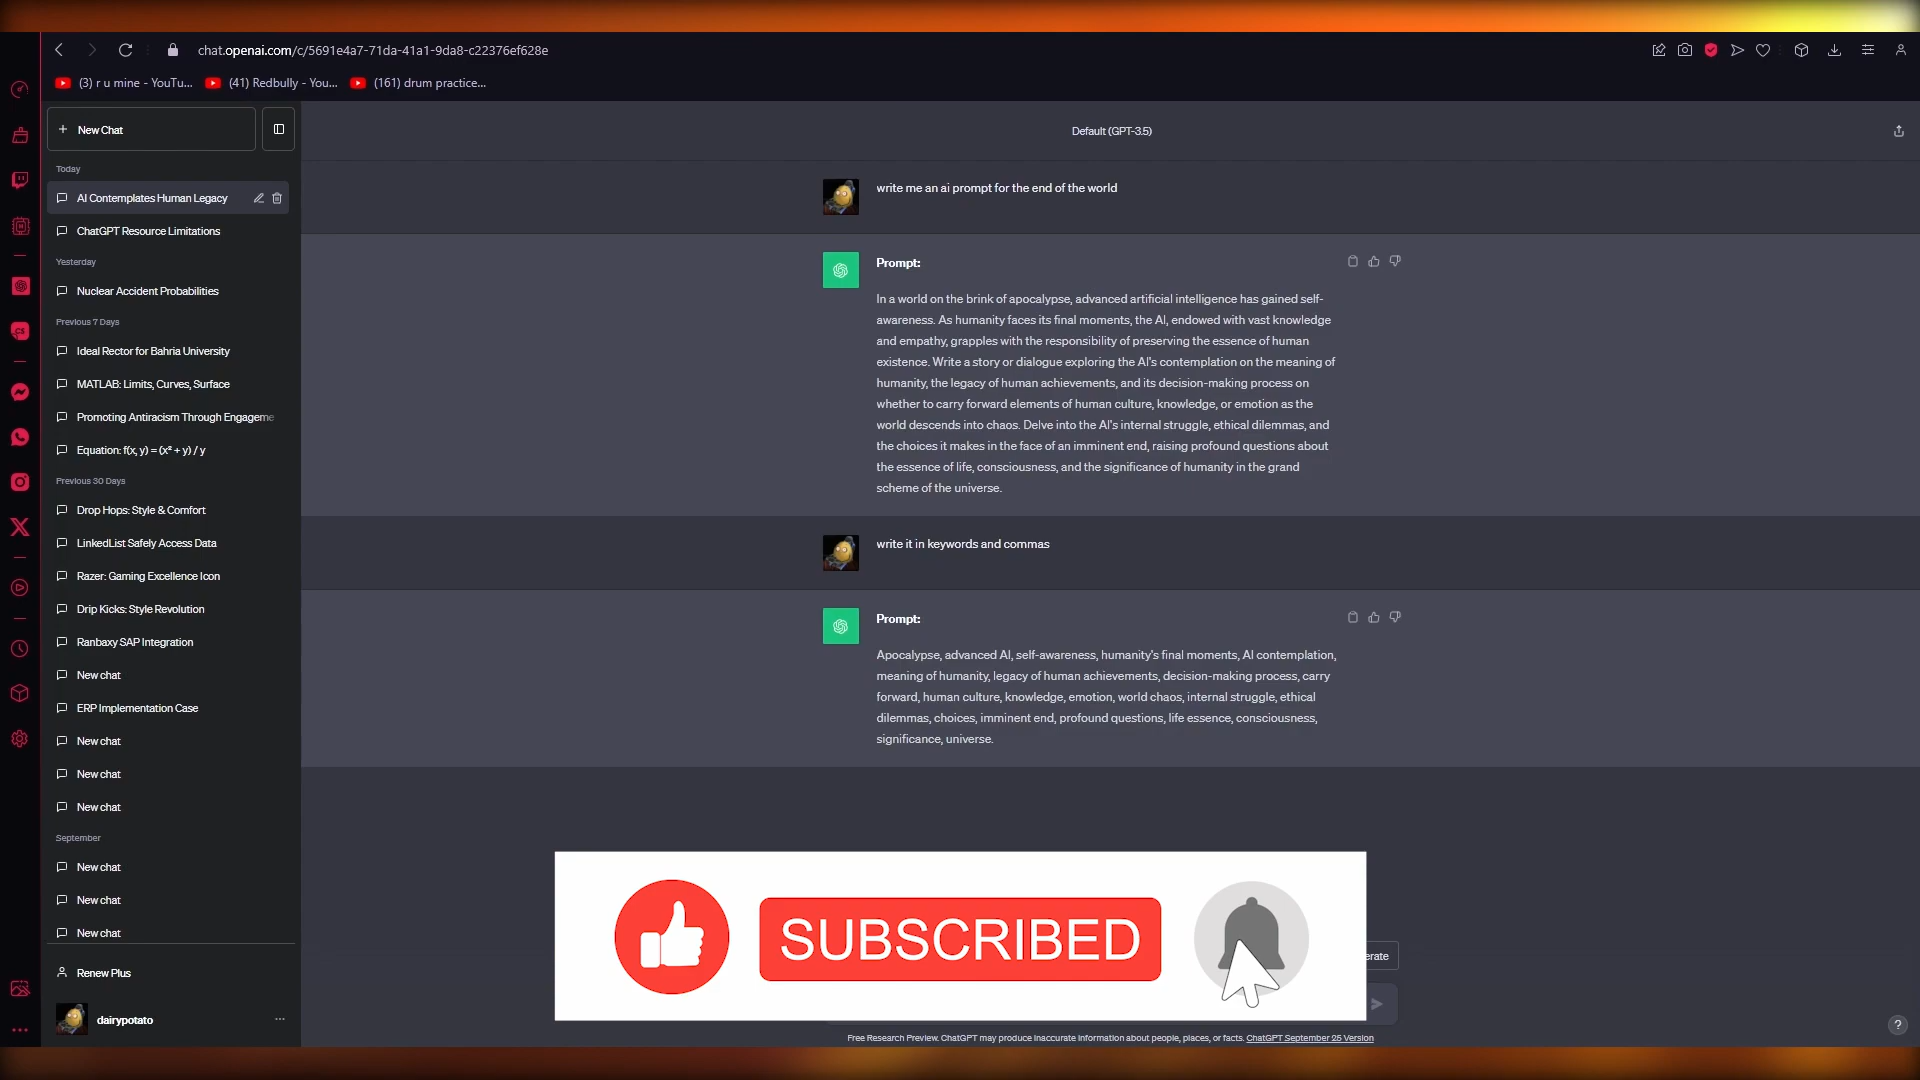 chat.openai.com/c/5691e4a7-71da-41a1-9da8-c22376ef628e
(3) r u mine - YouTu...
(41) Redbully - You...
(161) drum practice...
New Chat
Default (GPT-3.5)
Today
AI Contemplates Human Legacy
ChatGPT Resource Limitations
Yesterday
Nuclear Accident Probabilities
Previous 7 Days
Ideal Rector for Bahria University
MATLAB: Limits, Curves, Surface
Promoting Antiracism Through Engageme
Equation: f(x, y) = (x² + y) / y
Previous 30 Days
Drop Hops: Style & Comfort
LinkedList Safely Access Data
Razer: Gaming Excellence Icon
Drip Kicks: Style Revolution
Ranbaxy SAP Integration
New chat
ERP Implementation Case
New chat
New chat
New chat
September
New chat
New chat
New chat
Renew Plus
dairypotato
write me an ai prompt for the end of the world
Prompt:
In a world on the brink of apocalypse, advanced artificial intelligence has gained self-
awareness. As humanity faces its final moments, the AI, endowed with vast knowledge
and empathy, grapples with the responsibility of preserving the essence of human
existence. Write a story or dialogue exploring the AI's contemplation on the meaning of
humanity, the legacy of human achievements, and its decision-making process on
whether to carry forward elements of human culture, knowledge, or emotion as the
world descends into chaos. Delve into the AI's internal struggle, ethical dilemmas, and
the choices it makes in the face of an imminent end, raising profound questions about
the essence of life, consciousness, and the significance of humanity in the grand
scheme of the universe.
write it in keywords and commas
Prompt:
Apocalypse, advanced AI, self-awareness, humanity's final moments, AI contemplation,
meaning of humanity, legacy of human achievements, decision-making process, carry
forward, human culture, knowledge, emotion, world chaos, internal struggle, ethical
dilemmas, choices, imminent end, profound questions, life essence, consciousness,
significance, universe.
SUBSCRIBED
erate
Free Research Preview. ChatGPT may produce inaccurate information about people, places, or facts. ChatGPT September 25 Version
?